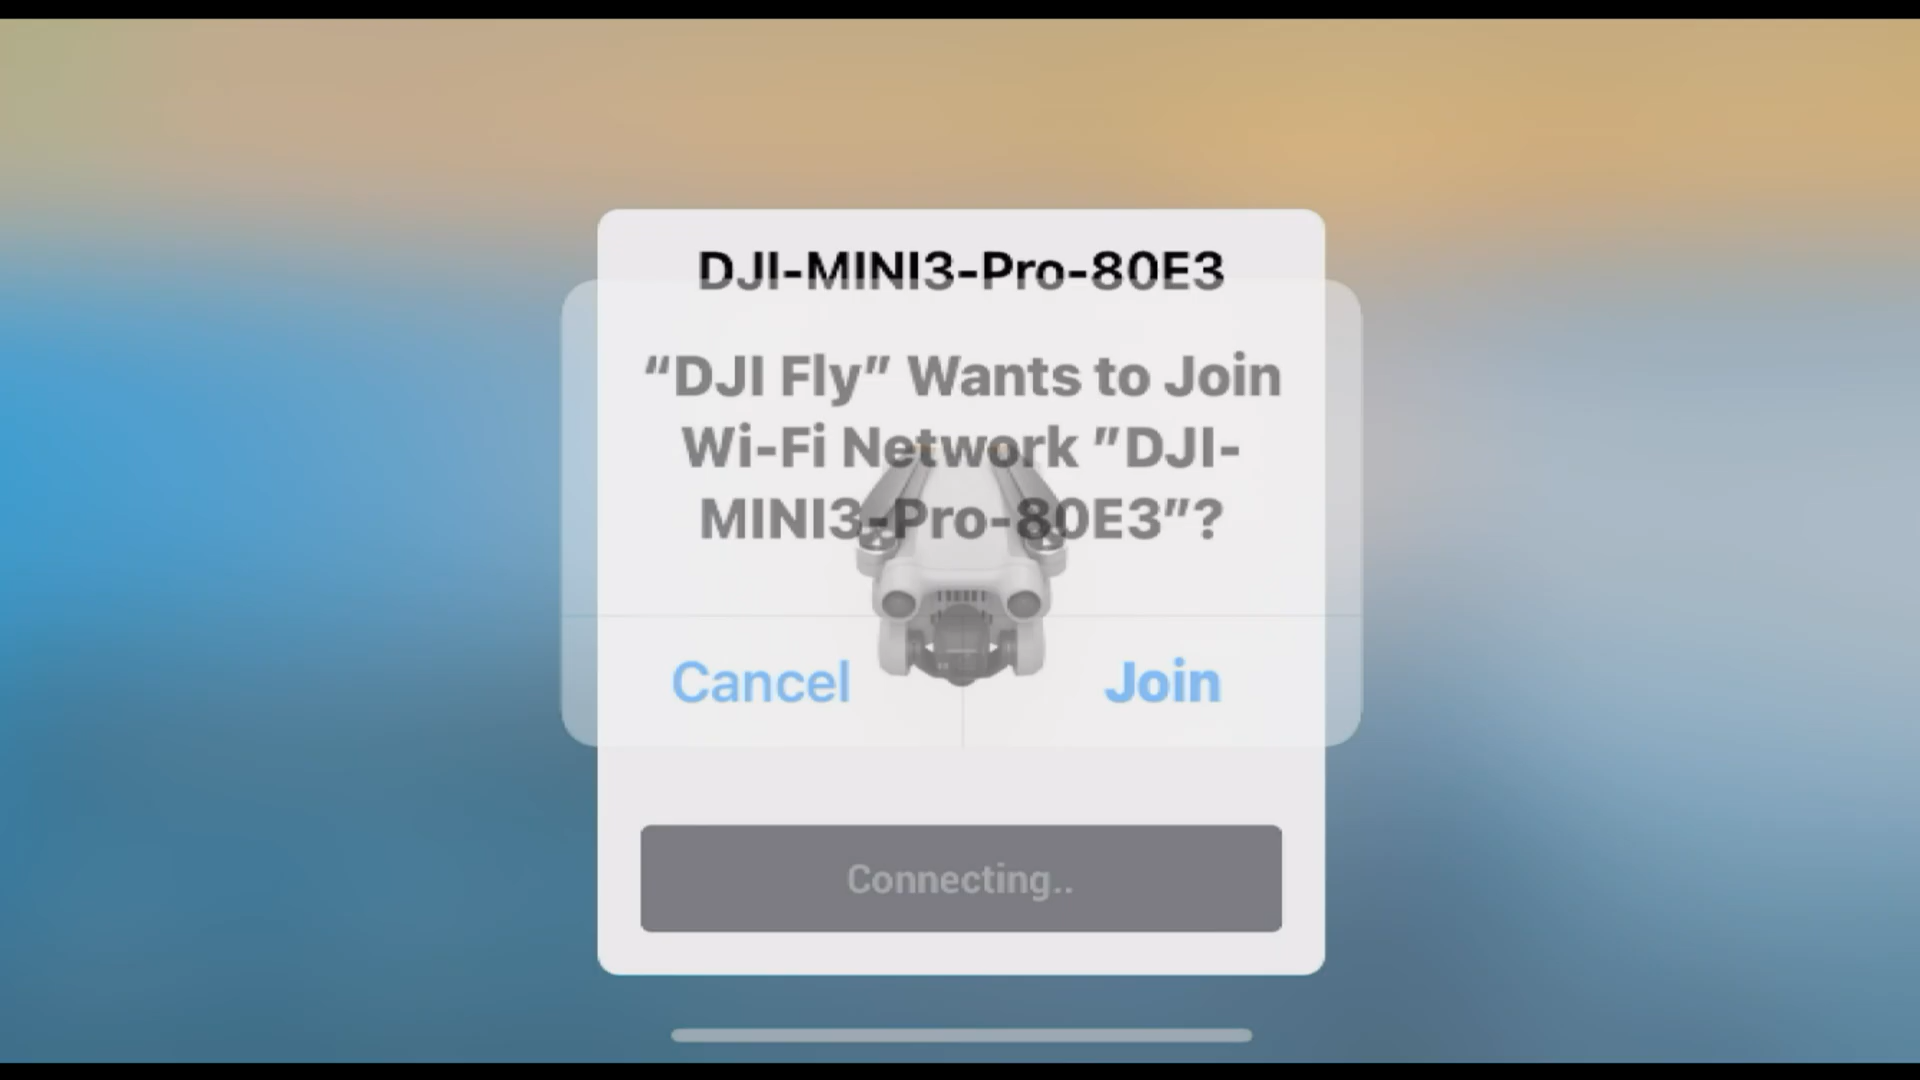 DJI-MINI3-Pro-80E3
“DJI Fly” Wants to Join
Wi-Fi Network "DJI-
MINI3-Pro-80E3"?
Cancel
Join
Connecting..